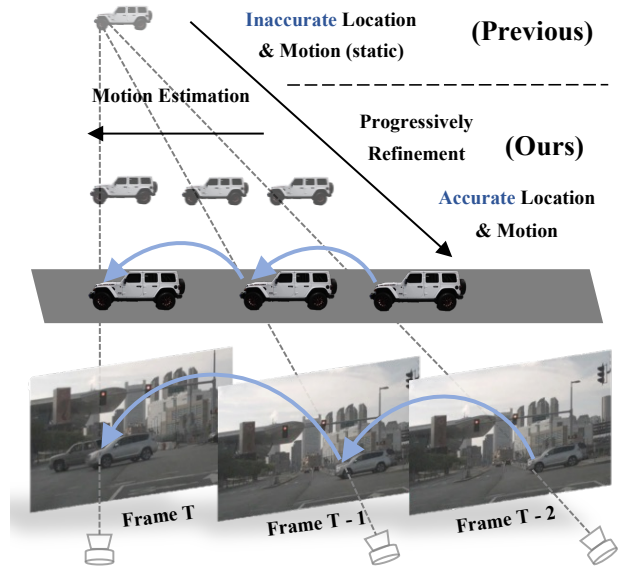 Inaccurate Location
& Motion (static)
(Previous)
Motion Estimation
Progressively
Refinement
(Ours)
Accurate Location
& Motion
Frame T
Frame T - 1
Frame T - 2